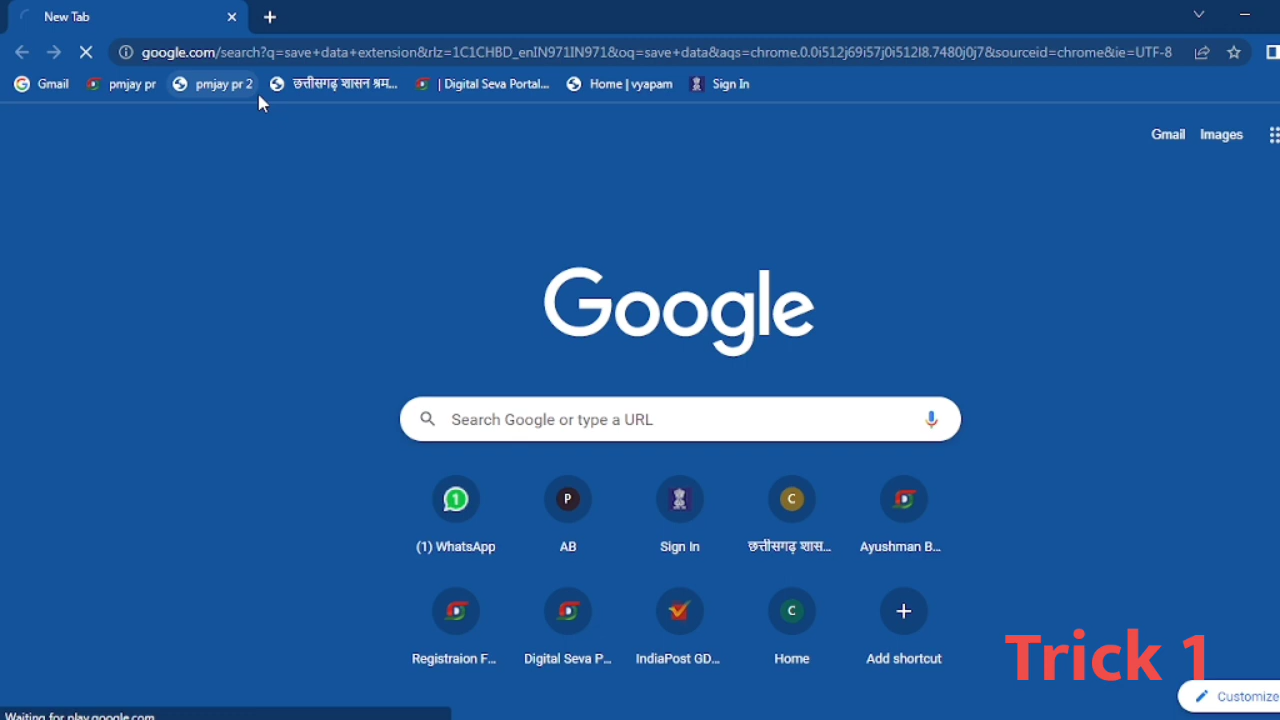 New Tab
google.com/search?q=save+data+extension&rlz=1C1CHBD_enIN971IN971&oq=save+data&aqs=chrome.0.0i512j69i57j0i512l8.7480j0j7&sourceid=chrome&ie=UTF-8
Gmail pmjay pr pmjay pr 2 छत्तीसगढ़ शासन श्रम... | Digital Seva Portal... Home | vyapam Sign In
Gmail Images
Google
Search Google or type a URL
(1) WhatsApp P AB Sign In C छत्तीसगढ़ शास... Ayushman B...
Registraion F... Digital Seva P... IndiaPost GD... C Home Add shortcut
Trick 1
Customize
Waiting for play.google.com